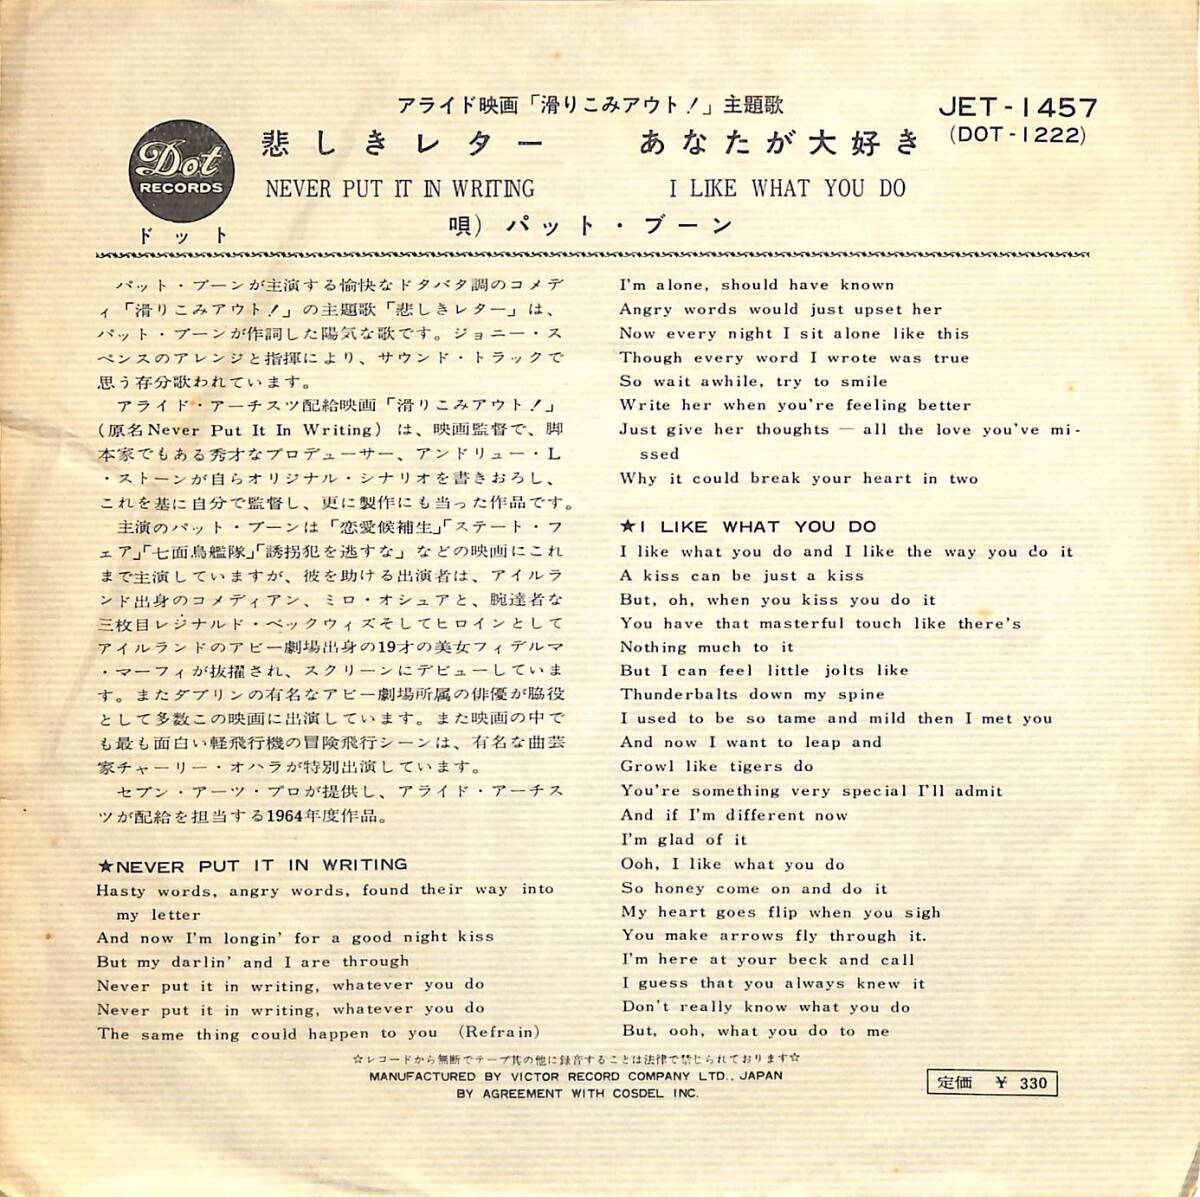 アライド映画「滑りこみアウト!」主題歌
JET-1457
(DOT-1222)
悲しきレター あなたが大好き
NEVER PUT IT IN WRITING I LIKE WHAT YOU DO
Dot
RECORDS
ドット
唄) パット・ブーン
パット・ブーンが主演する愉快なドタバタ調のコメデ
ィ「滑りこみアウト!」の主題歌「悲しきレター」は、
パット・ブーンが作詞した陽気な歌です。ジョニー・ス
ペンスのアレンジと指揮により、サウンド・トラックで
思う存分歌われています。
アライド・アーチスツ配給映画「滑りこみアウト!」
(原名Never Put It In Writing) は、映画監督で、脚
本家でもある秀才なプロデューサー、アンドリュー・L
・ストーンが自らオリジナル・シナリオを書きおろし、
これを基に自分で監督し、更に製作にも当った作品です。
主演のパット・ブーンは「恋愛候補生」「ステート・フ
ェア」「七面鳥艦隊」「誘拐犯を逃すな」などの映画にこれ
まで主演していますが、彼を助ける出演者は、アイルラ
ンド出身のコメディアン、ミロ・オシュアと、腕達者な
三枚目レジナルド・ベックウィズそしてヒロインとして
アイルランドのアビー劇場出身の19才の美女フィデルマ
・マーフィが抜擢され、スクリーンにデビューしていま
す。またダブリンの有名なアビー劇場所属の俳優が脇役
として多数この映画に出演しています。また映画の中で
も最も面白い軽飛行機の冒険飛行シーンは、有名な曲芸
家チャーリー・オハラが特別出演しています。
セブン・アーツ・プロが提供し、アライド・アーチス
ツが配給を担当する1964年度作品。
★NEVER PUT IT IN WRITING
Hasty words, angry words, found their way into
my letter
And now I'm longin' for a good night kiss
But my darlin' and I are through
Never put it in writing, whatever you do
Never put it in writing, whatever you do
The same thing could happen to you (Refrain)
I'm alone, should have known
Angry words would just upset her
Now every night I sit alone like this
Though every word I wrote was true
So wait awhile, try to smile
Write her when you're feeling better
Just give her thoughts — all the love you've mi-
ssed
Why it could break your heart in two
★I LIKE WHAT YOU DO
I like what you do and I like the way you do it
A kiss can be just a kiss
But, oh, when you kiss you do it
You have that masterful touch like there's
Nothing much to it
But I can feel little jolts like
Thunderbalts down my spine
I used to be so tame and mild then I met you
And now I want to leap and
Growl like tigers do
You're something very special I'll admit
And if I'm different now
I'm glad of it
Ooh, I like what you do
So honey come on and do it
My heart goes flip when you sigh
You make arrows fly through it.
I'm here at your beck and call
I guess that you always knew it
Don't really know what you do
But, ooh, what you do to me
☆レコードから無断でテープ其の他に録音することは法律で禁じられております☆
MANUFACTURED BY VICTOR RECORD COMPANY LTD., JAPAN
BY AGREEMENT WITH COSDEL INC.
定価 ¥ 330